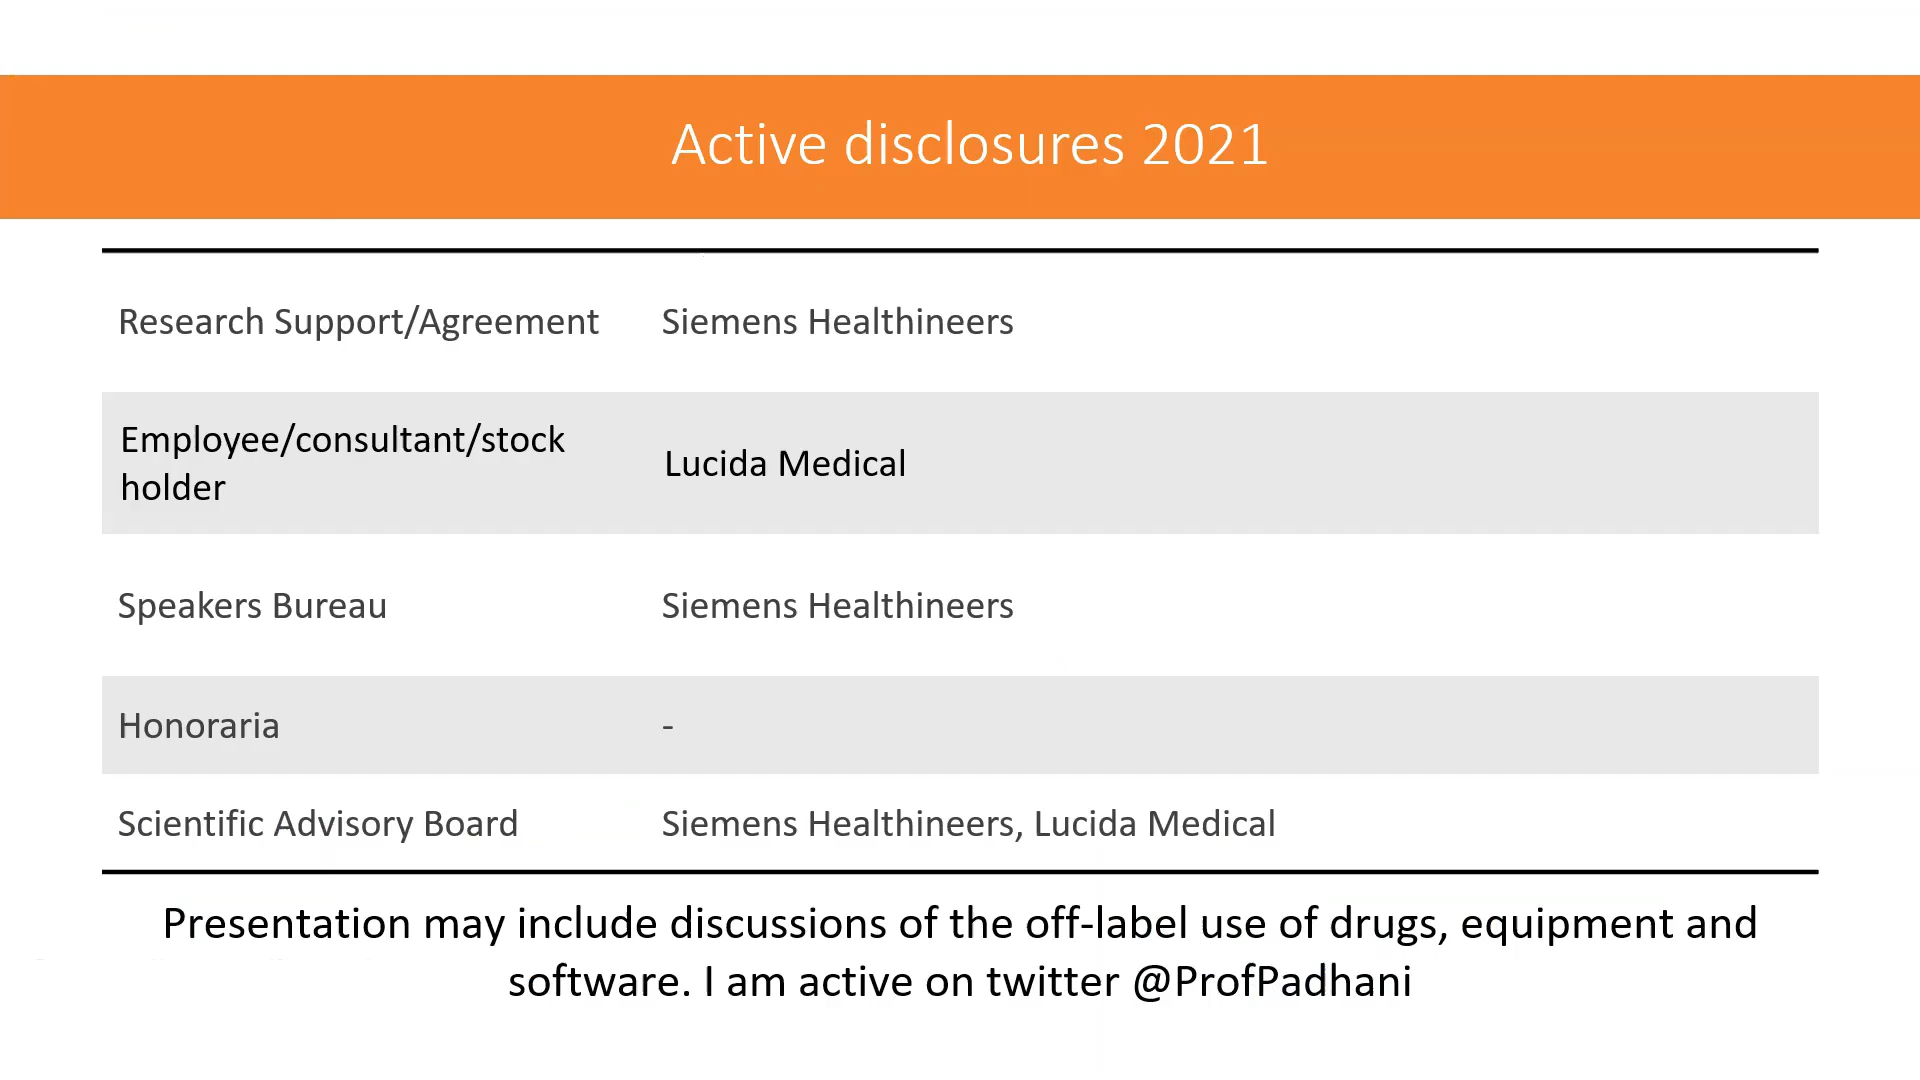 Active disclosures 2021
Research Support/Agreement Siemens Healthineers
Employee/consultant/stock
holder
Lucida Medical
Speakers Bureau Siemens Healthineers
Honoraria -
Scientific Advisory Board Siemens Healthineers, Lucida Medical
Presentation may include discussions of the off-label use of drugs, equipment and
software. I am active on twitter @ProfPadhani